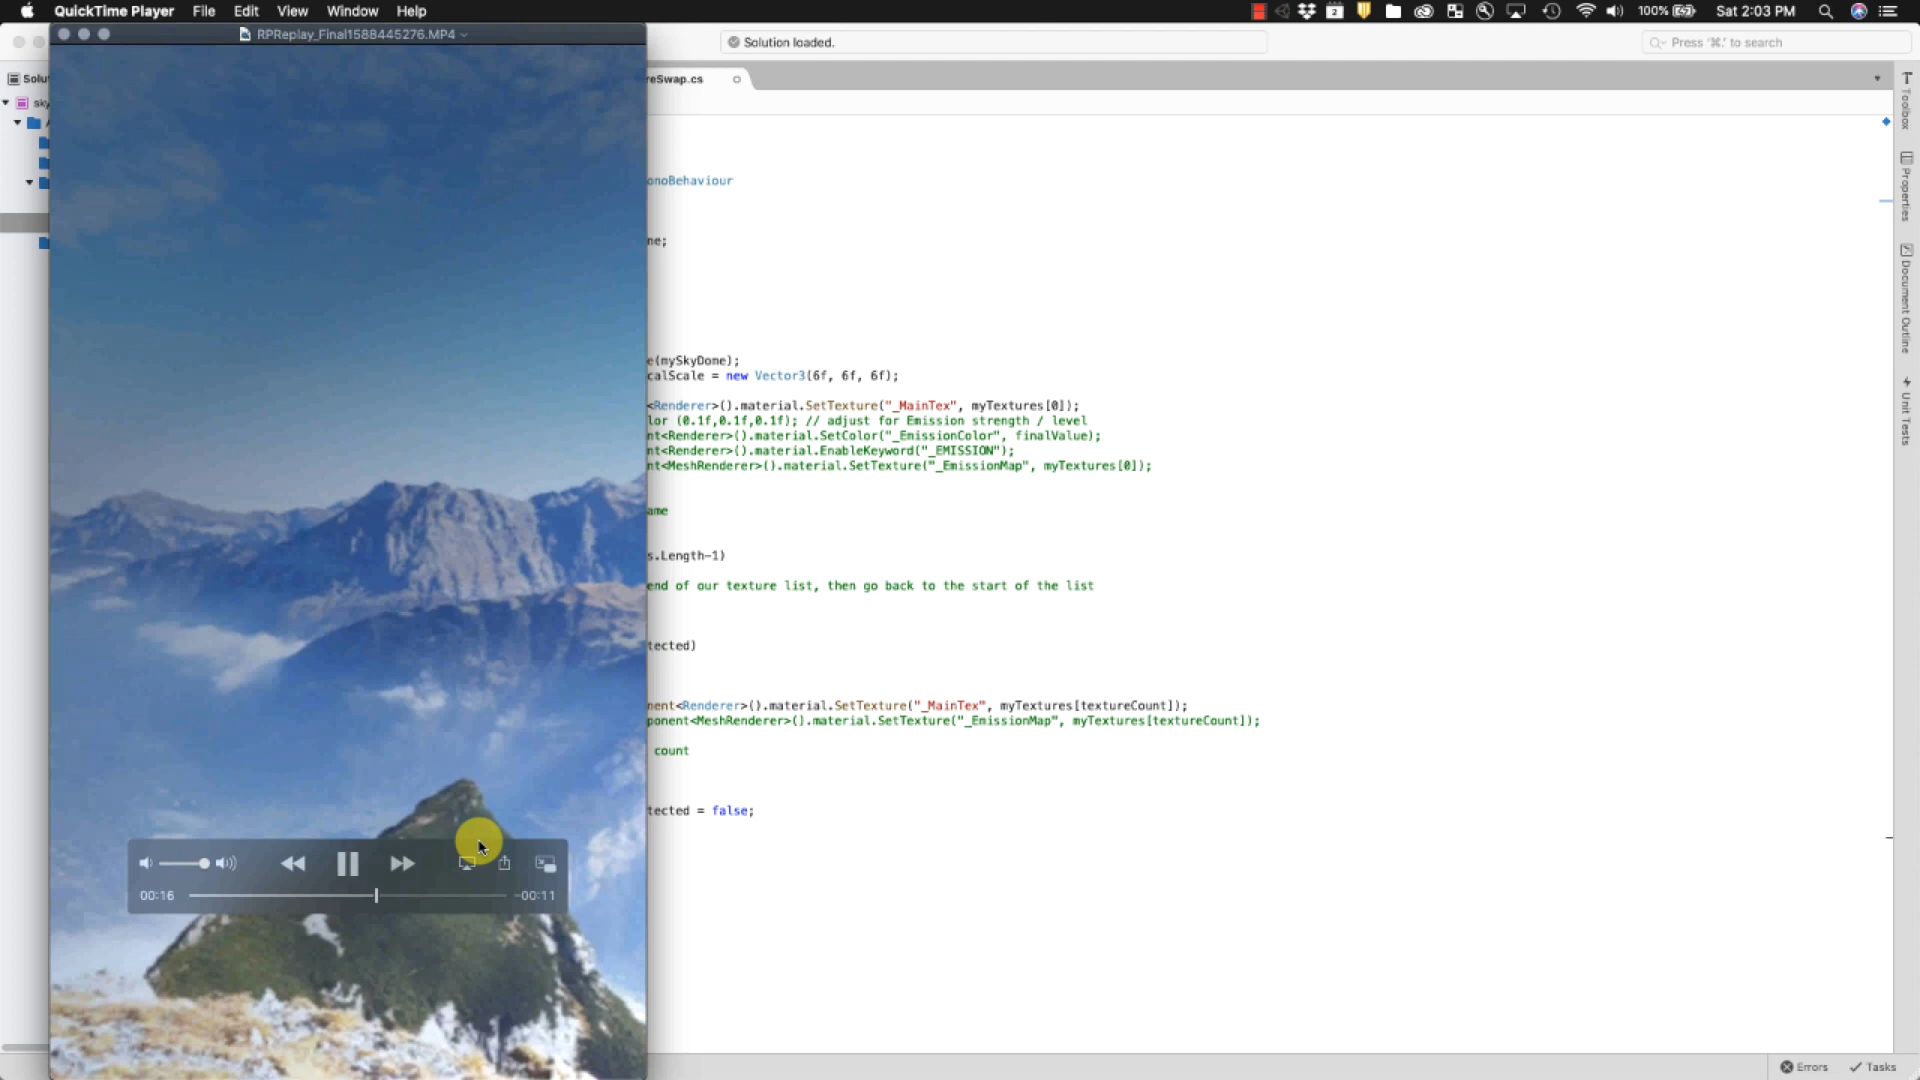 QuickTime Player File Edit View Window Help
2
100%
Sat 2:03 PM
RPReplay_Final1588445276.MP4
Solution loaded.
Press '⌘.' to search
Solu
reSwap.cs
sky
onoBehaviour
ne;
e(mySkyDome);
calScale = new Vector3(6f, 6f, 6f);
<Renderer>().material.SetTexture("_MainTex", myTextures[0]);
lor (0.1f,0.1f,0.1f); // adjust for Emission strength / level
nt<Renderer>().material.SetColor("_EmissionColor", finalValue);
nt<Renderer>().material.EnableKeyword("_EMISSION");
nt<MeshRenderer>().material.SetTexture("_EmissionMap", myTextures[0]);
ame
s.Length-1)
end of our texture list, then go back to the start of the list
tected)
nent<Renderer>().material.SetTexture("_MainTex", myTextures[textureCount]);
ponent<MeshRenderer>().material.SetTexture("_EmissionMap", myTextures[textureCount]);
count
tected = false;
00:16
-00:11
Toolbox
Properties
Document Outline
Unit Tests
Errors
Tasks